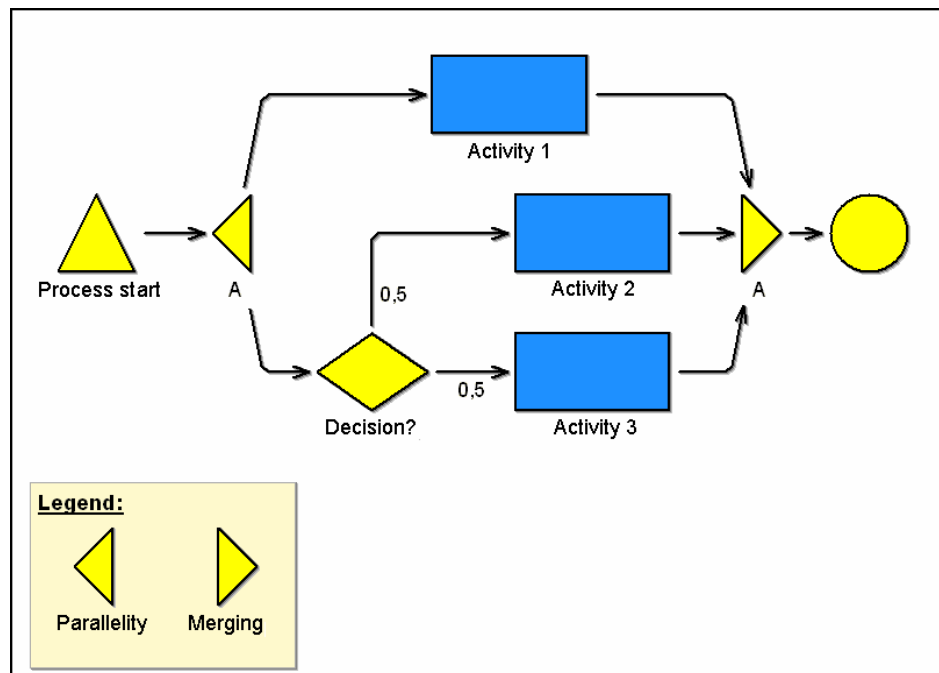 Activity 1
Process start
A
0,5
Activity 2
A
0,5
Decision?
Activity 3
Legend:
Parallelity
Merging